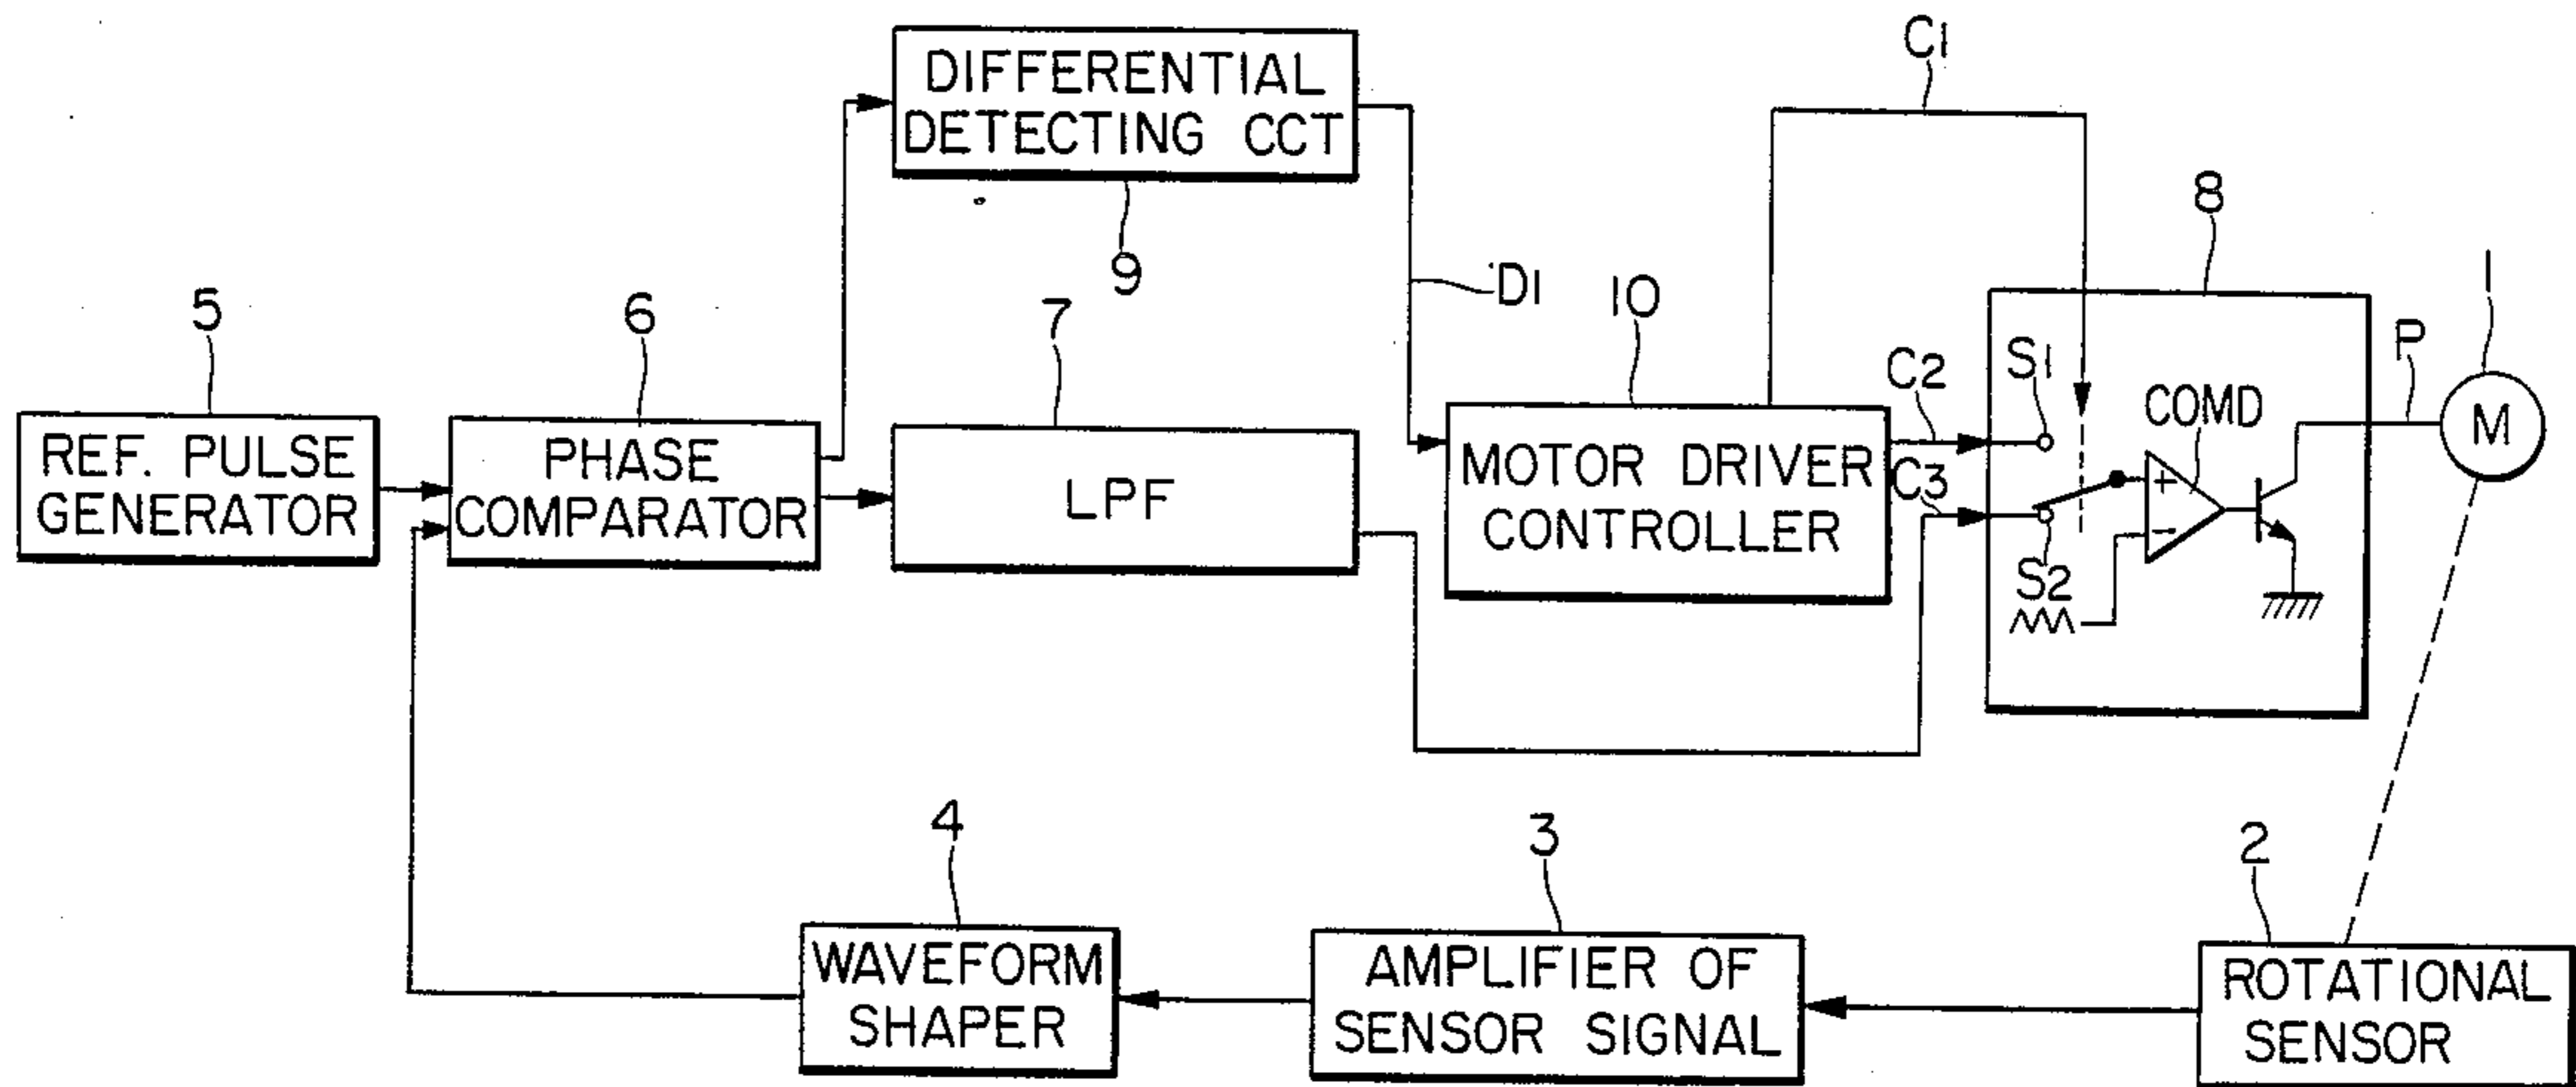 C1
DIFFERENTIAL
DETECTING CCT
9
D1
8
1
5
6
7
10
P
C2
S1
COMD
REF. PULSE
GENERATOR
PHASE
COMPARATOR
LPF
MOTOR DRIVER
CONTROLLER
C3
+
−
S2
M
4
3
2
WAVEFORM
SHAPER
AMPLIFIER OF
SENSOR SIGNAL
ROTATIONAL
SENSOR